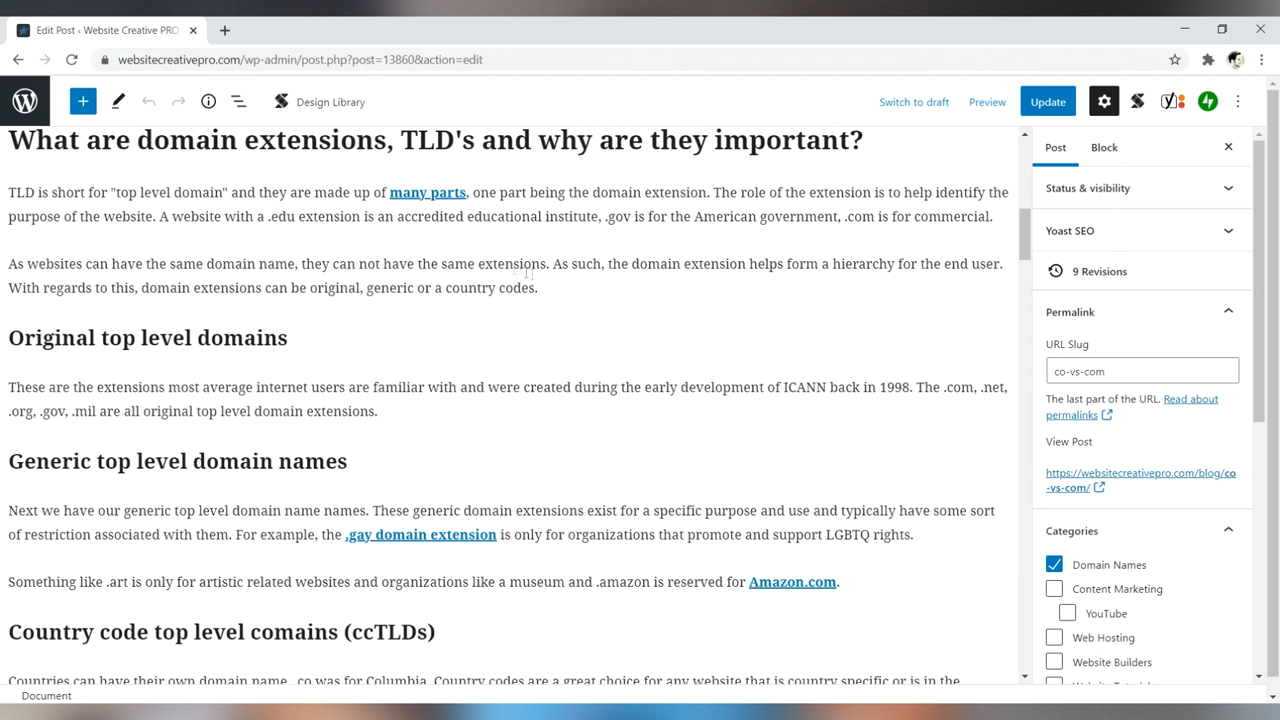 Edit Post ‹ Website Creative PRO
websitecreativepro.com/wp-admin/post.php?post=13860&action=edit
Design Library
Switch to draft
Preview
Update
What are domain extensions, TLD's and why are they important?
TLD is short for "top level domain" and they are made up of many parts, one part being the domain extension. The role of the extension is to help identify the
purpose of the website. A website with a .edu extension is an accredited educational institute, .gov is for the American government, .com is for commercial.
As websites can have the same domain name, they can not have the same extensions. As such, the domain extension helps form a hierarchy for the end user.
With regards to this, domain extensions can be original, generic or a country codes.
Original top level domains
These are the extensions most average internet users are familiar with and were created during the early development of ICANN back in 1998. The .com, .net,
.org, .gov, .mil are all original top level domain extensions.
Generic top level domain names
Next we have our generic top level domain name names. These generic domain extensions exist for a specific purpose and use and typically have some sort
of restriction associated with them. For example, the .gay domain extension is only for organizations that promote and support LGBTQ rights.
Something like .art is only for artistic related websites and organizations like a museum and .amazon is reserved for Amazon.com.
Country code top level comains (ccTLDs)
Countries can have their own domain name. .co was for Columbia. Country codes are a great choice for any website that is country specific or is in the
Document
Post
Block
Status & visibility
Yoast SEO
9 Revisions
Permalink
URL Slug
co-vs-com
The last part of the URL. Read about
permalinks
View Post
https://websitecreativepro.com/blog/co
-vs-com/
Categories
Domain Names
Content Marketing
YouTube
Web Hosting
Website Builders